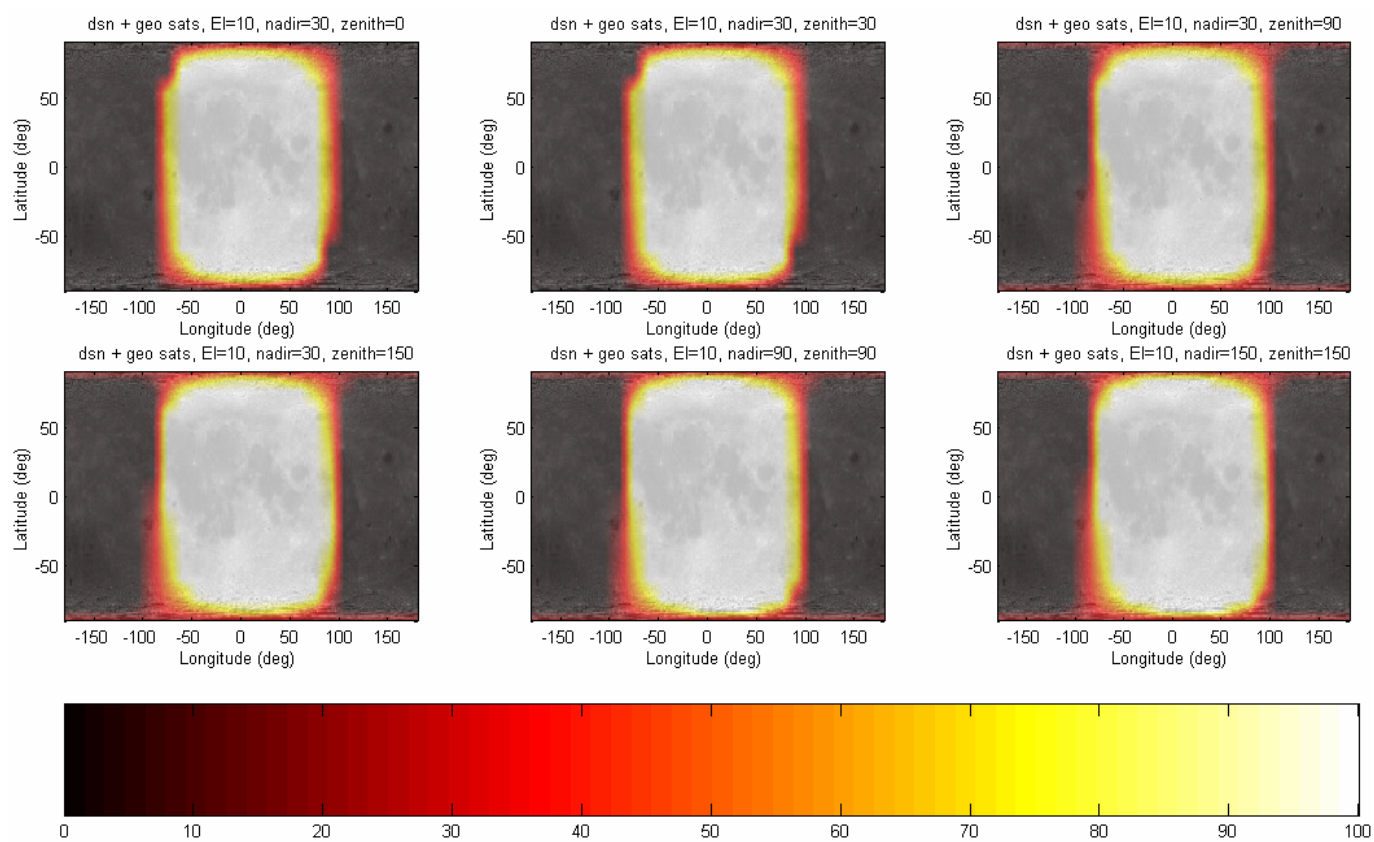 dsn + geo sats, El=10, nadir=30, zenith=0
dsn + geo sats, El=10, nadir=30, zenith=30
dsn + geo sats, El=10, nadir=30, zenith=90
Latitude (deg)
50
0
-50
-150 -100 -50 0 50 100 150
Longitude (deg)
Latitude (deg)
50
0
-50
-150 -100 -50 0 50 100 150
Longitude (deg)
Latitude (deg)
50
0
-50
-150 -100 -50 0 50 100 150
Longitude (deg)
dsn + geo sats, El=10, nadir=30, zenith=150
dsn + geo sats, El=10, nadir=90, zenith=90
dsn + geo sats, El=10, nadir=150, zenith=150
Latitude (deg)
50
0
-50
-150 -100 -50 0 50 100 150
Longitude (deg)
Latitude (deg)
50
0
-50
-150 -100 -50 0 50 100 150
Longitude (deg)
Latitude (deg)
50
0
-50
-150 -100 -50 0 50 100 150
Longitude (deg)
0 10 20 30 40 50 60 70 80 90 100